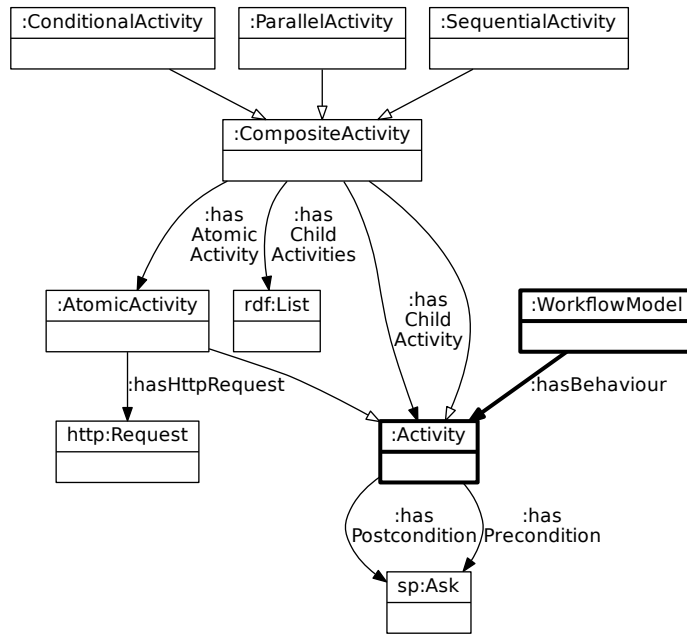 :ConditionalActivity
:ParallelActivity
:SequentialActivity
:CompositeActivity
:has
Atomic
Activity
:has
Child
Activities
:has
Child
Activity
:AtomicActivity
rdf:List
:WorkflowModel
:hasHttpRequest
:hasBehaviour
http:Request
:Activity
:has
Postcondition
:has
Precondition
sp:Ask